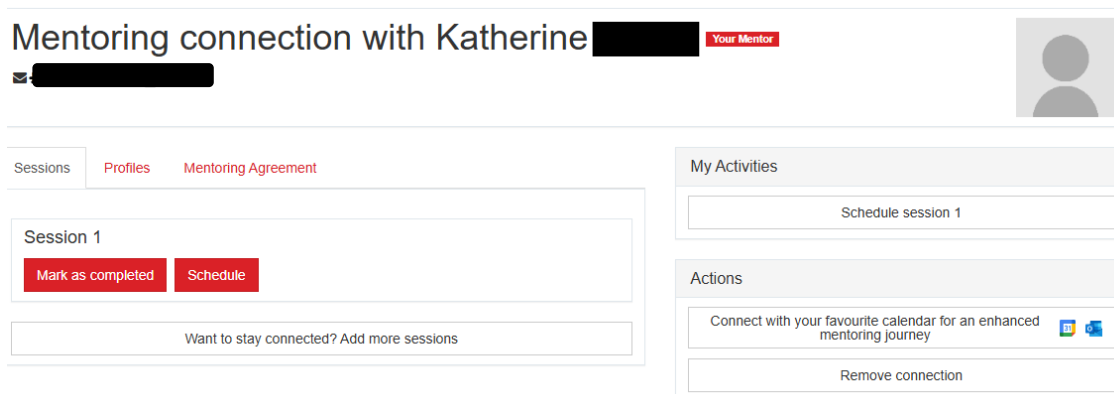 Mentoring connection with Katherine
Your Mentor
Sessions
Profiles
Mentoring Agreement
Session 1
Mark as completed
Schedule
Want to stay connected? Add more sessions
My Activities
Schedule session 1
Actions
Connect with your favourite calendar for an enhanced
mentoring journey
31
Remove connection